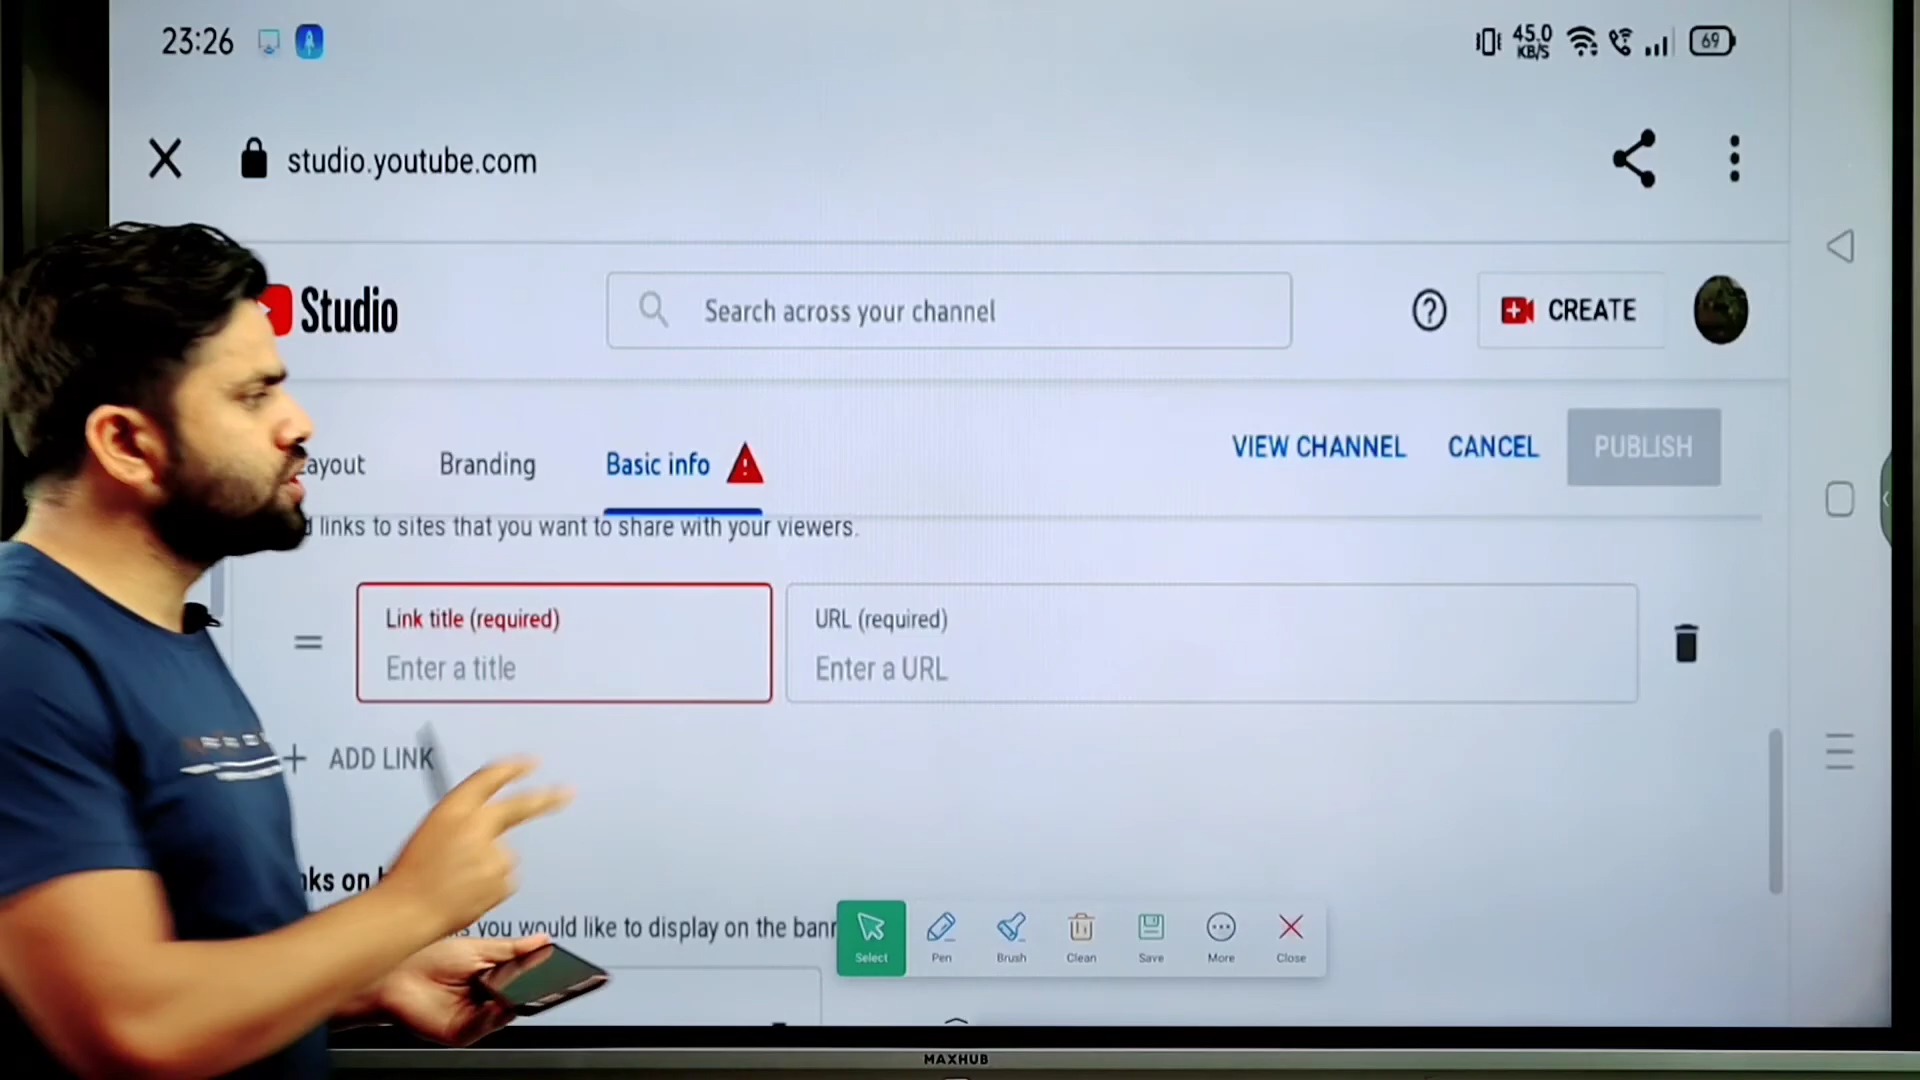 23:26
45.0
KB/S
69
studio.youtube.com
Studio
Search across your channel
CREATE
Branding
Basic info
VIEW CHANNEL
CANCEL
PUBLISH
links to sites that you want to share with your viewers.
Link title (required)
Enter a title
URL (required)
Enter a URL
ADD LINK
on
you would like to display on the
Select
Pen
Brush
Clean
Save
More
Close
MAXHUB